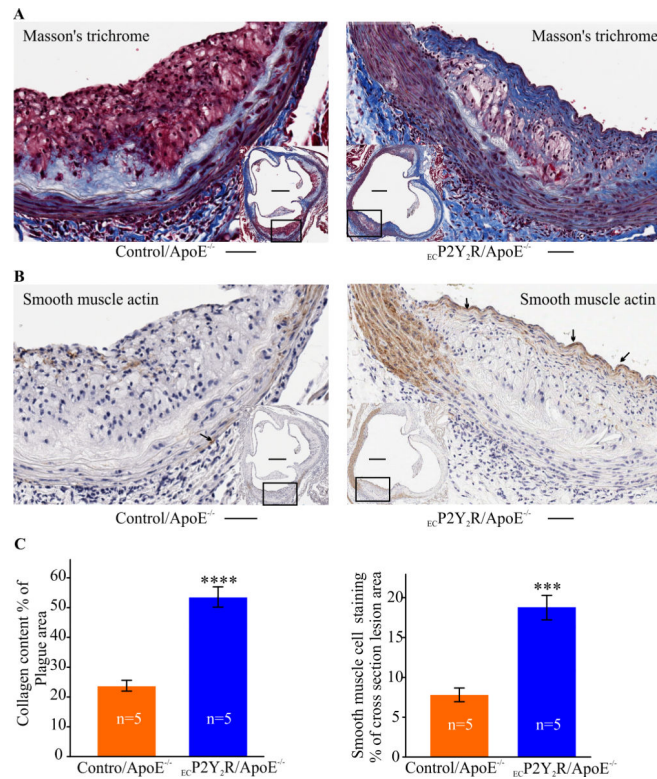 A
Masson's trichrome
Masson's trichrome
Control/ApoE⁻/⁻
ECP2Y₂R/ApoE⁻/⁻
B
Smooth muscle actin
Smooth muscle actin
Control/ApoE⁻/⁻
ECP2Y₂R/ApoE⁻/⁻
C
Collagen content % of
Plague area
60
50
40
30
20
10
0
****
n=5
n=5
Contro/ApoE⁻/⁻
ECP2Y₂R/ApoE⁻/⁻
Smooth muscle cell staining
% of cross section lesion area
20
15
10
5
0
***
n=5
n=5
Control/ApoE⁻/⁻
ECP2Y₂R/ApoE⁻/⁻